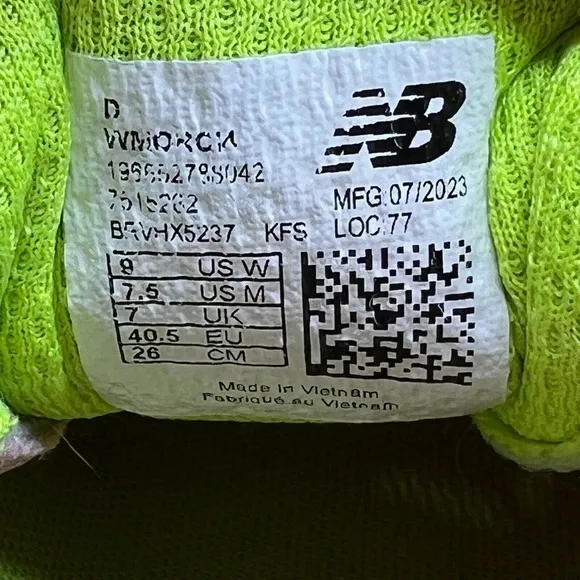 D
NB
MFG:07/2023
BRVHX5237 KFS LOC:77
9 US W
7.5 US M
7 UK
40.5 EU
26 CM
Made in Vietnam
Fabriqué au Vietnam